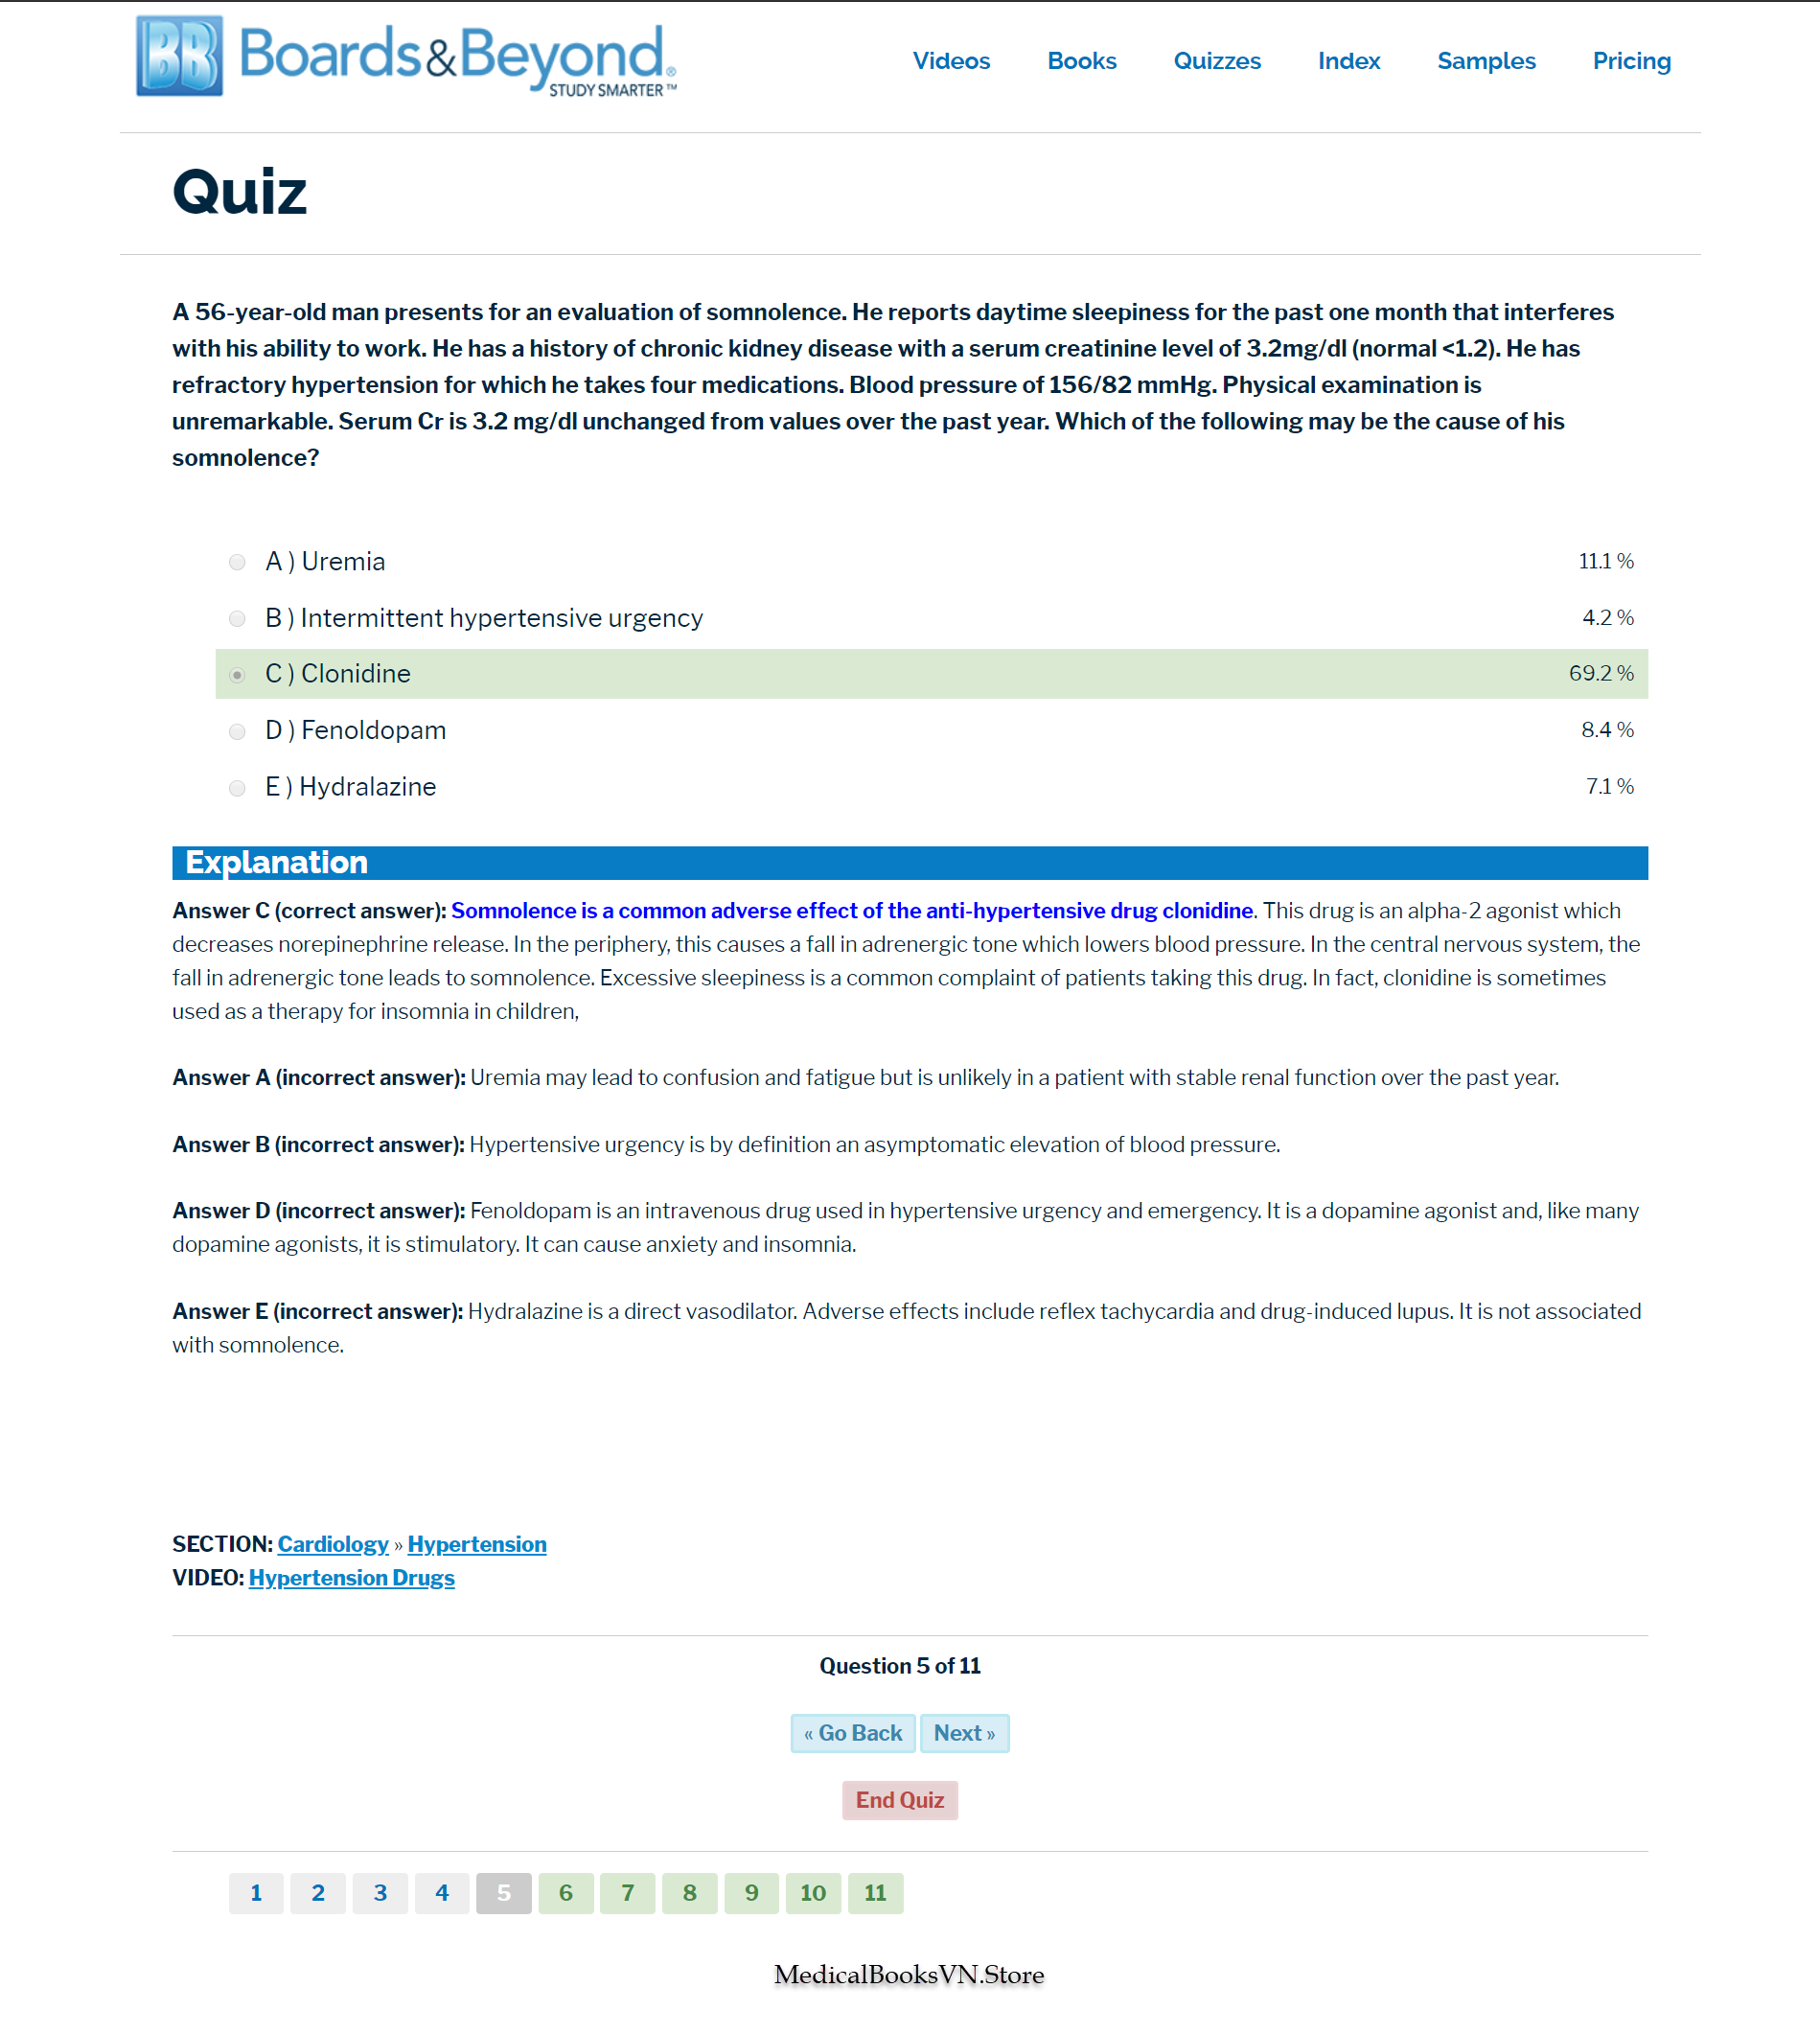 BB Boards&Beyond®
STUDY SMARTER™
Videos Books Quizzes Index Samples Pricing
Quiz
A 56-year-old man presents for an evaluation of somnolence. He reports daytime sleepiness for the past one month that interferes
with his ability to work. He has a history of chronic kidney disease with a serum creatinine level of 3.2mg/dl (normal <1.2). He has
refractory hypertension for which he takes four medications. Blood pressure of 156/82 mmHg. Physical examination is
unremarkable. Serum Cr is 3.2 mg/dl unchanged from values over the past year. Which of the following may be the cause of his
somnolence?
A ) Uremia 11.1 %
B ) Intermittent hypertensive urgency 4.2 %
C ) Clonidine 69.2 %
D ) Fenoldopam 8.4 %
E ) Hydralazine 7.1 %
Explanation
Answer C (correct answer): Somnolence is a common adverse effect of the anti-hypertensive drug clonidine. This drug is an alpha-2 agonist which
decreases norepinephrine release. In the periphery, this causes a fall in adrenergic tone which lowers blood pressure. In the central nervous system, the
fall in adrenergic tone leads to somnolence. Excessive sleepiness is a common complaint of patients taking this drug. In fact, clonidine is sometimes
used as a therapy for insomnia in children,
Answer A (incorrect answer): Uremia may lead to confusion and fatigue but is unlikely in a patient with stable renal function over the past year.
Answer B (incorrect answer): Hypertensive urgency is by definition an asymptomatic elevation of blood pressure.
Answer D (incorrect answer): Fenoldopam is an intravenous drug used in hypertensive urgency and emergency. It is a dopamine agonist and, like many
dopamine agonists, it is stimulatory. It can cause anxiety and insomnia.
Answer E (incorrect answer): Hydralazine is a direct vasodilator. Adverse effects include reflex tachycardia and drug-induced lupus. It is not associated
with somnolence.
SECTION: Cardiology » Hypertension
VIDEO: Hypertension Drugs
Question 5 of 11
« Go Back Next »
End Quiz
1 2 3 4 5 6 7 8 9 10 11
MedicalBooksVN.Store